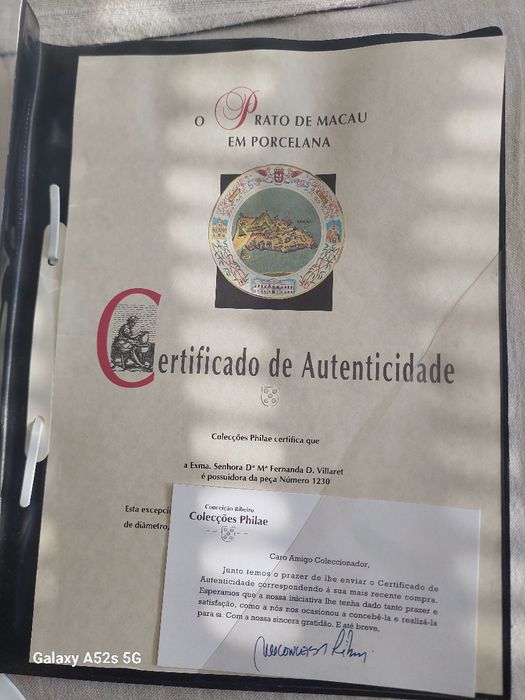 O PRATO DE MACAU
EM PORCELANA
MACAU
Certificado de Autenticidade
Colecções Philae certifica que
a Exma. Senhora Dª Mª Fernanda D. Villaret
é possuidora da peça Número 1230
Esta excepci
de diâmetro,
Conceição Ribeiro
Colecções Philae
Caro Amigo Coleccionador,
Junto temos o prazer de lhe enviar o Certificado de
Autenticidade correspondendo à sua mais recente compra.
Esperamos que a nossa iniciativa lhe tenha dado tanto prazer e
satisfação, como a nós nos ocasionou a concebê-la e realizá-la
para si. Com a nossa sincera gratidão. E até breve,
Galaxy A52s 5G